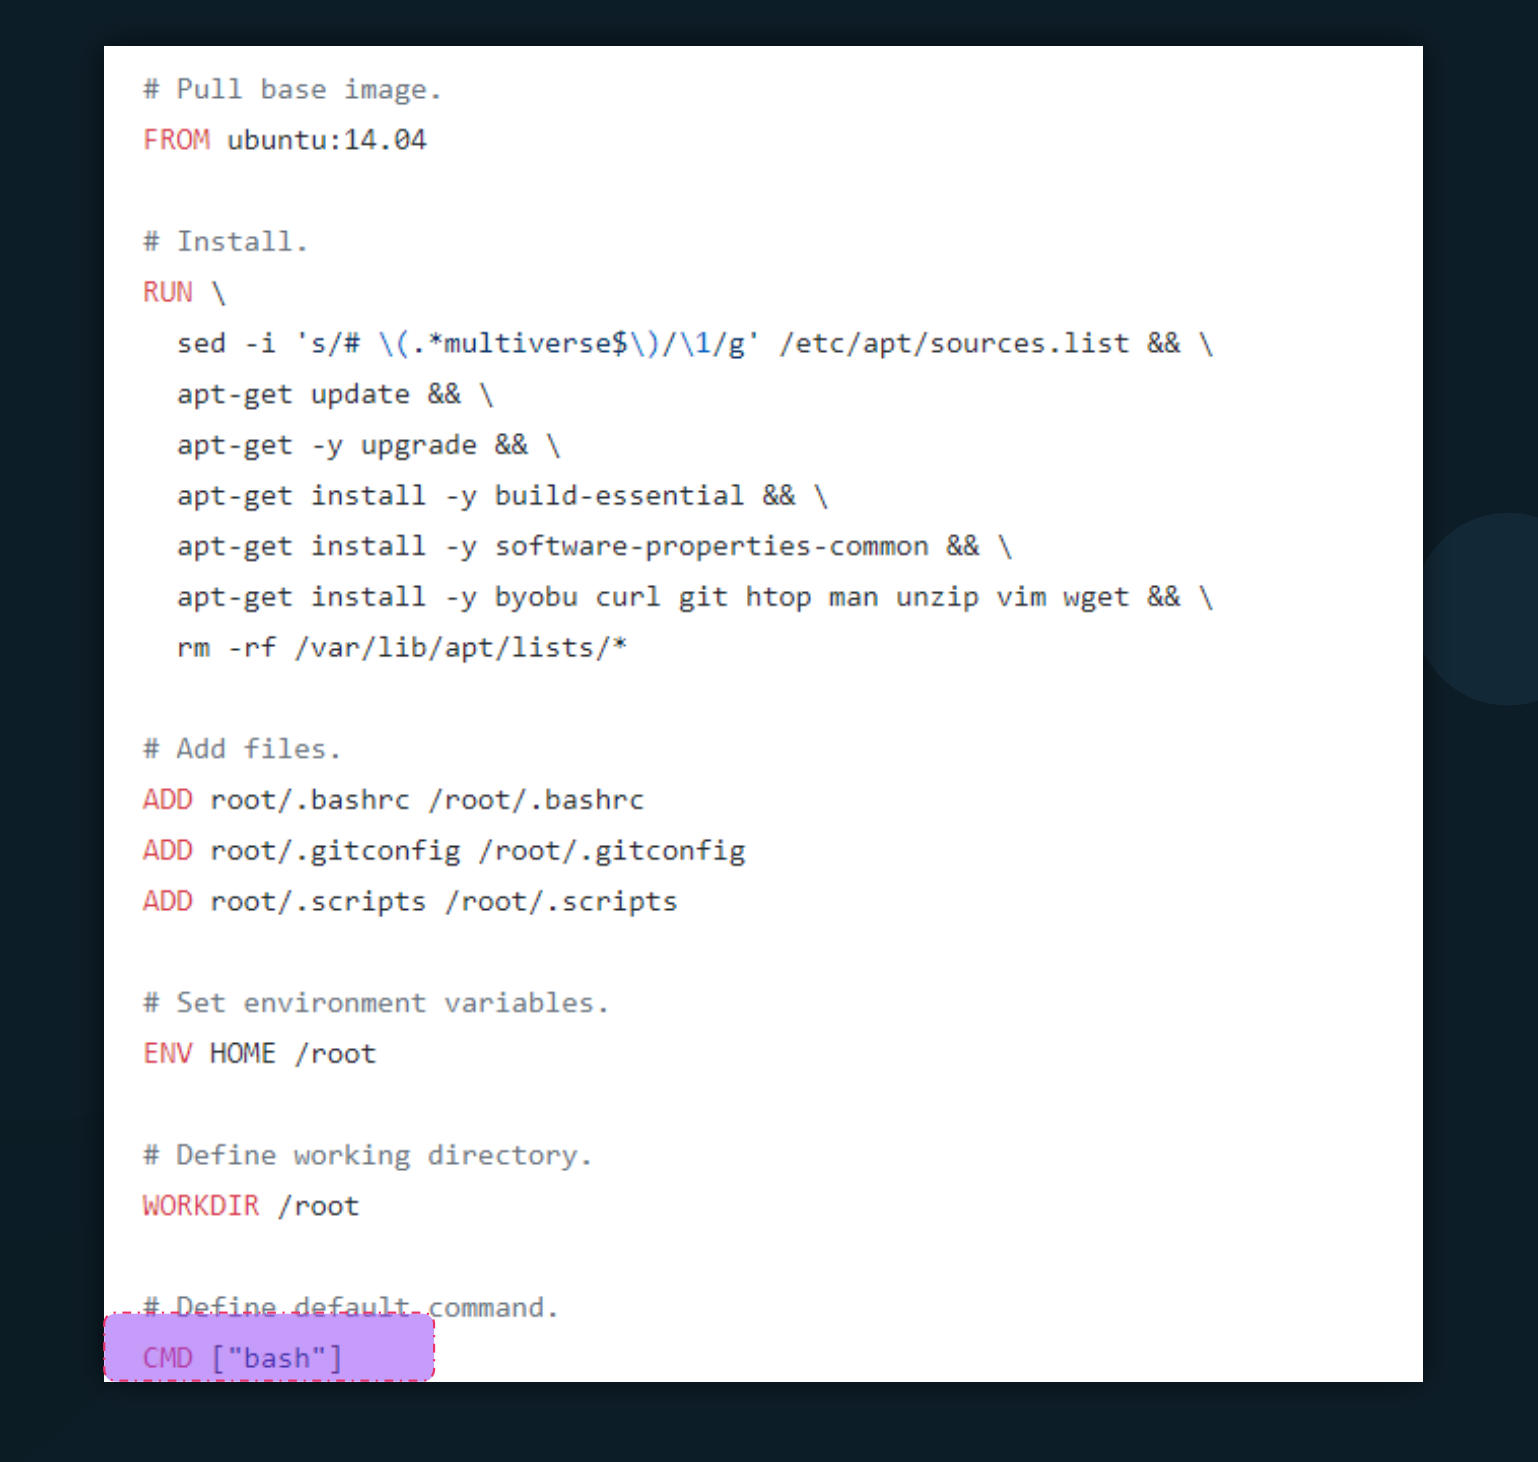 # Pull base image.
FROM ubuntu:14.04
# Install.
RUN \
sed -i 's/# \(.*multiverse$\)/\1/g' /etc/apt/sources.list && \
apt-get update && \
apt-get -y upgrade && \
apt-get install -y build-essential && \
apt-get install -y software-properties-common && \
apt-get install -y byobu curl git htop man unzip vim wget && \
rm -rf /var/lib/apt/lists/*
# Add files.
ADD root/.bashrc /root/.bashrc
ADD root/.gitconfig /root/.gitconfig
ADD root/.scripts /root/.scripts
# Set environment variables.
ENV HOME /root
# Define working directory.
WORKDIR /root
# Define default command.
CMD ["bash"]